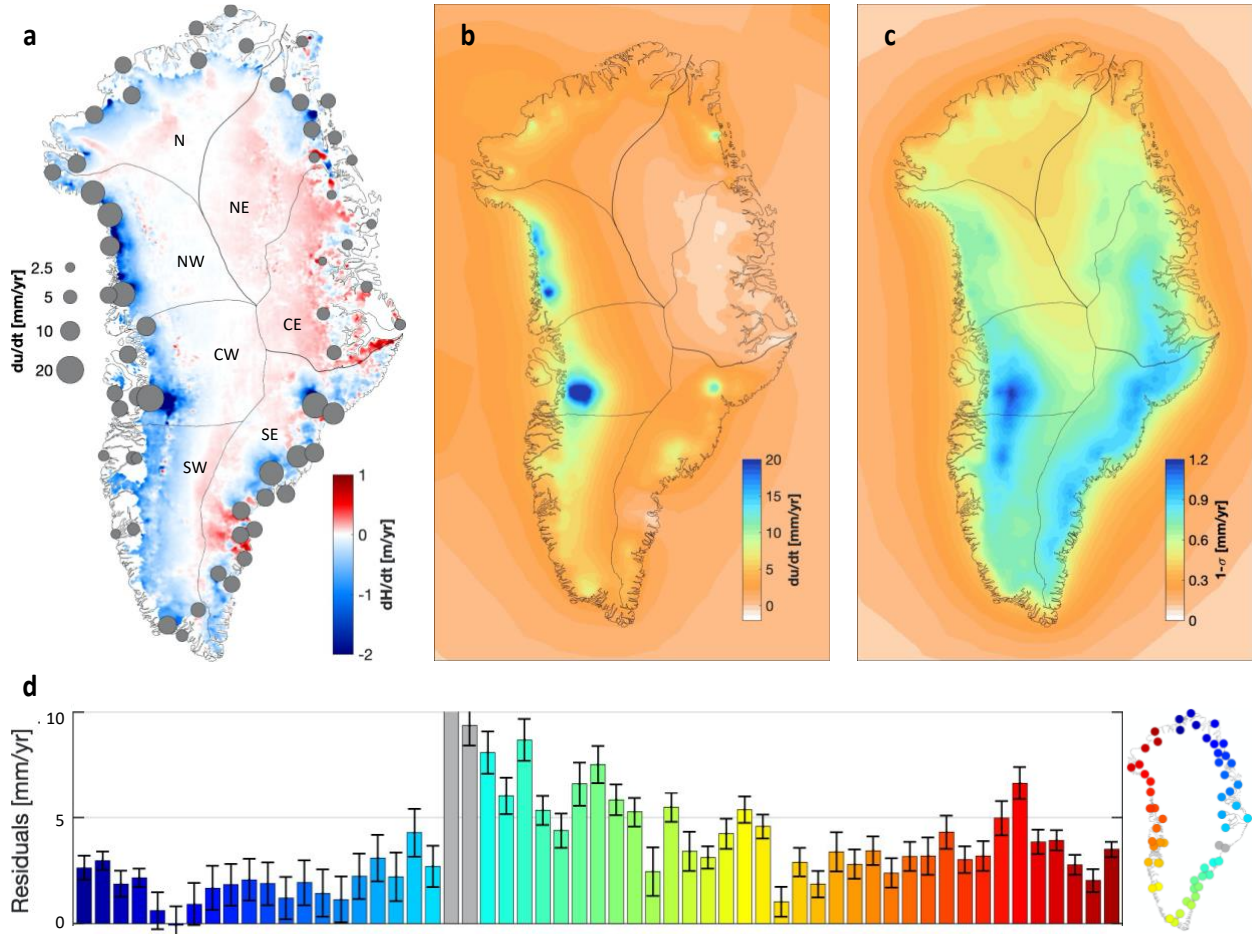 a
b
c
N
NE
NW
CE
CW
SE
SW
du/dt [mm/yr]
2.5
5
10
20
1
0
-1
-2
dH/dt [m/yr]
20
15
10
5
0
du/dt [mm/yr]
1.2
0.9
0.6
0.3
0
1-σ [mm/yr]
d
. 10
5
0
Residuals [mm/yr]